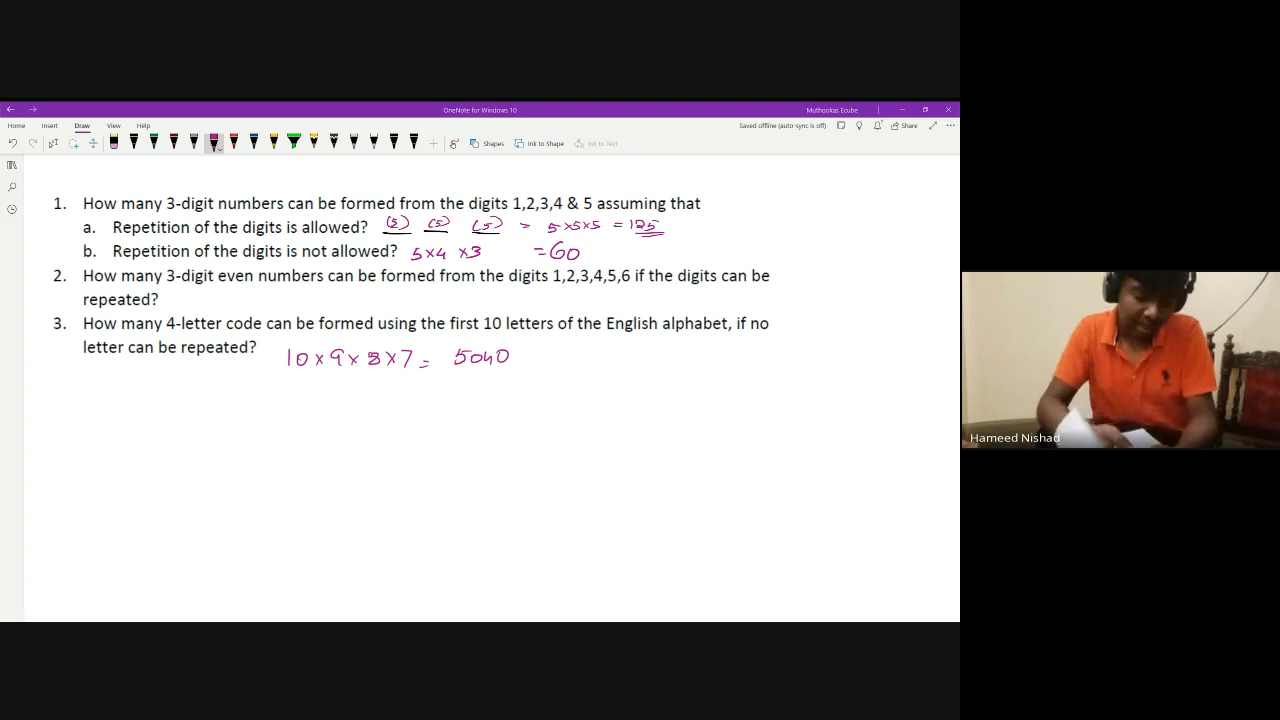 OneNote for Windows 10
Muthookas Ecube
Home Insert Draw View Help
Saved offline (auto-sync is off)
Share
Shapes
Ink to Shape
Ink to Text
1. How many 3-digit numbers can be formed from the digits 1,2,3,4 & 5 assuming that
a. Repetition of the digits is allowed? (5) (5) (5) = 5×5×5 = 125
b. Repetition of the digits is not allowed? 5×4×3 = 60
2. How many 3-digit even numbers can be formed from the digits 1,2,3,4,5,6 if the digits can be
repeated?
3. How many 4-letter code can be formed using the first 10 letters of the English alphabet, if no
letter can be repeated? 10×9×8×7= 5040
Hameed Nishad